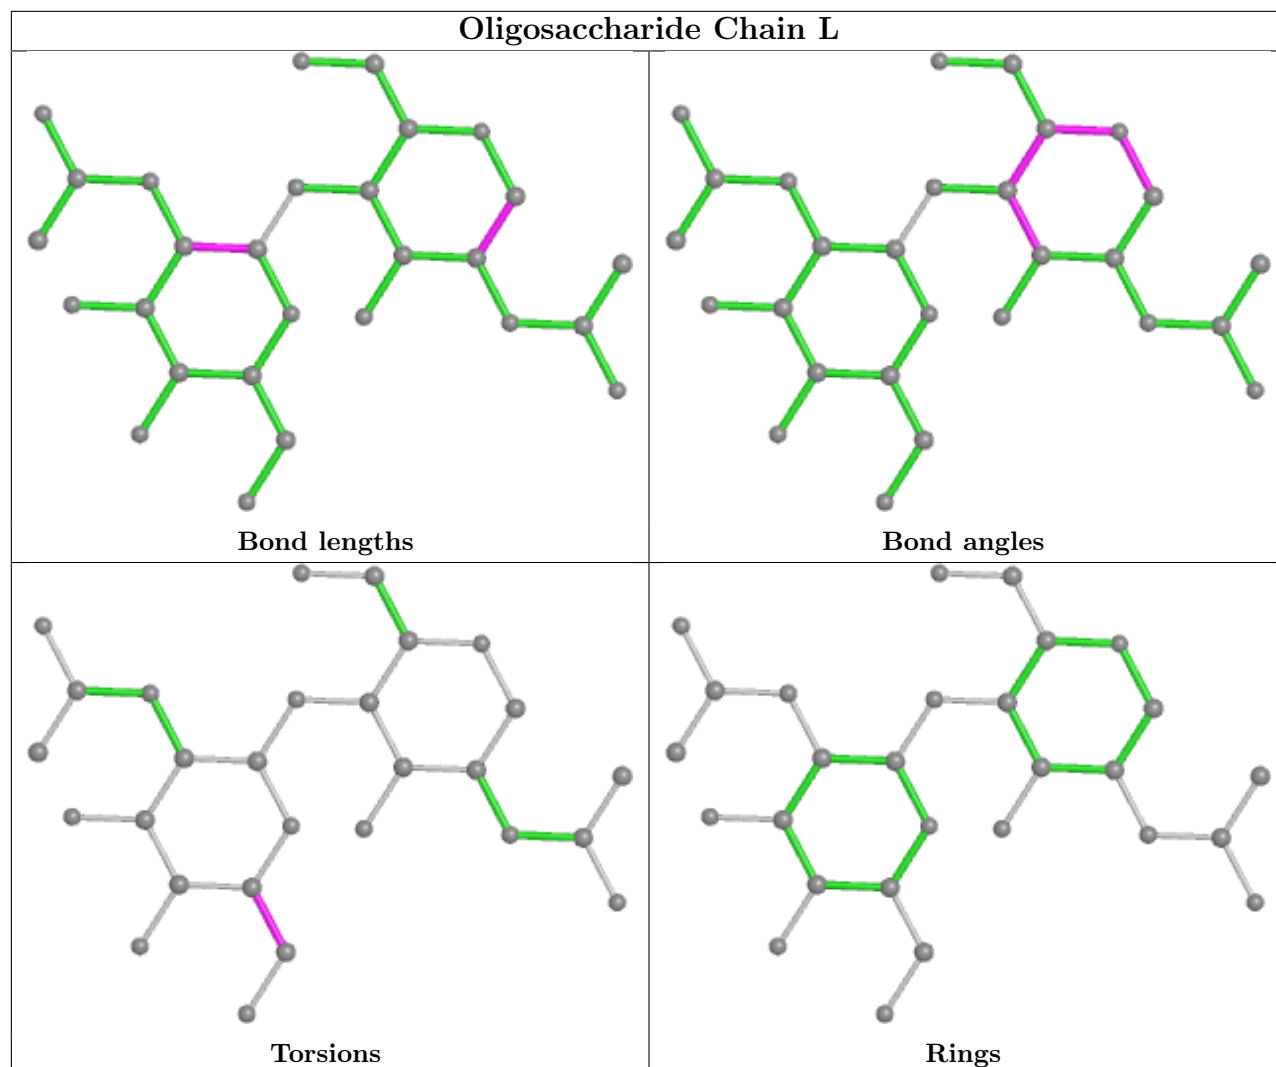 Oligosaccharide Chain L
Bond lengths
Bond angles
Torsions
Rings